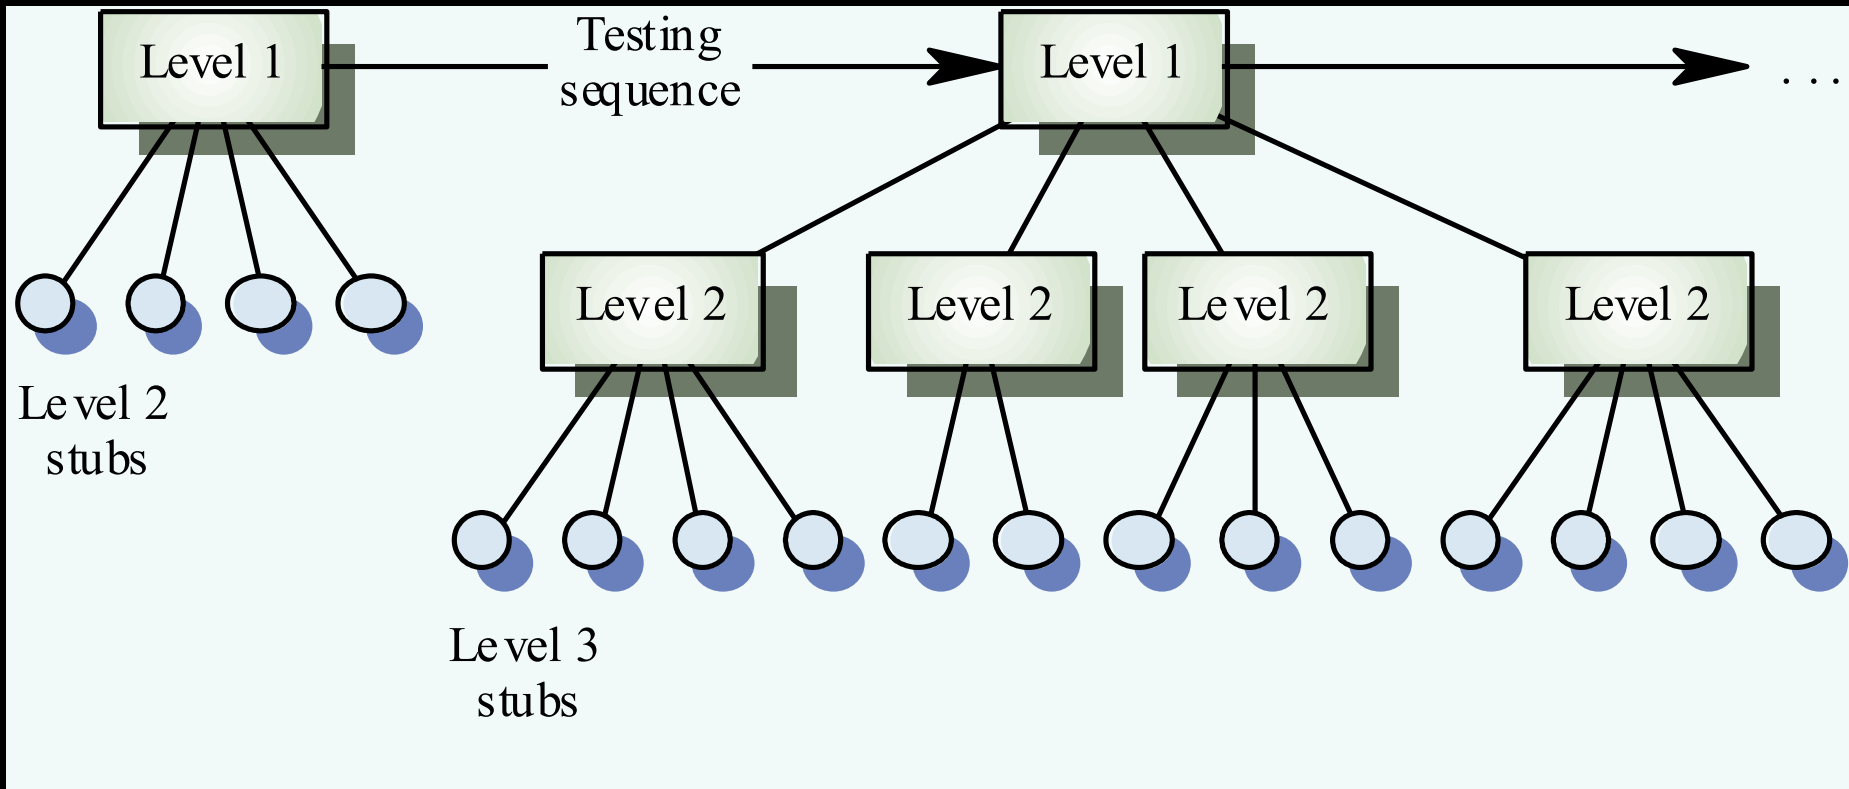 Level 1
Testing
sequence
Level 1
. . .
Level 2
Level 2
Level 2
Level 2
Level 2
stubs
Level 3
stubs